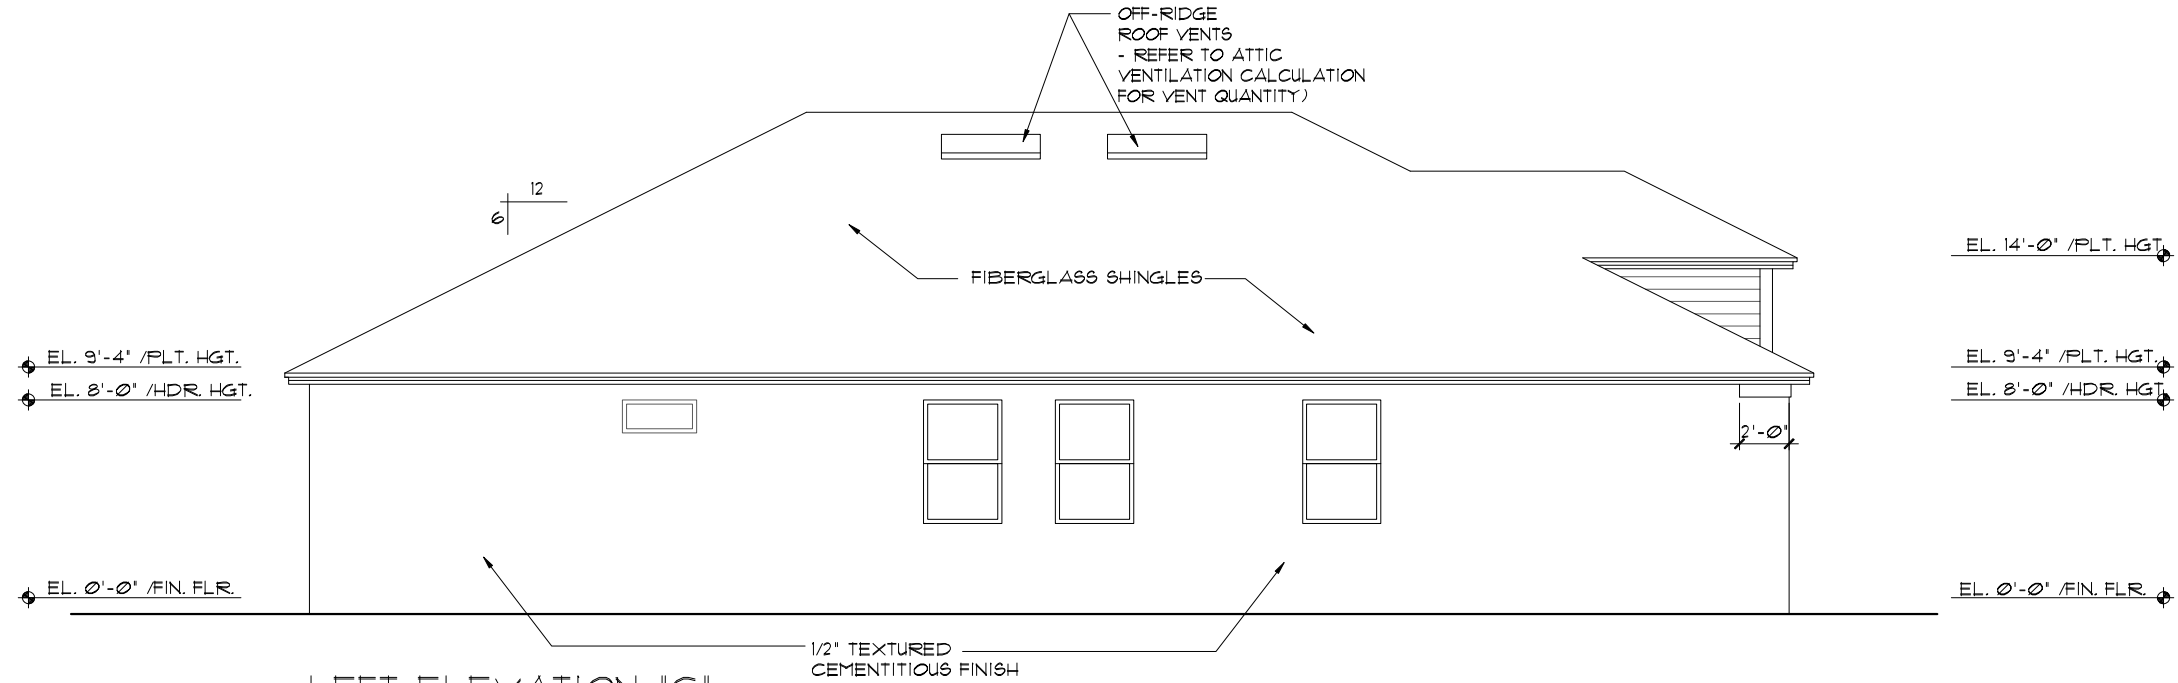 OFF-RIDGE
ROOF VENTS
- REFER TO ATTIC
VENTILATION CALCULATION
FOR VENT QUANTITY)
12
6
EL. 14'-0" /PLT. HGT.
FIBERGLASS SHINGLES
EL. 9'-4" /PLT. HGT.
EL. 9'-4" /PLT. HGT.
EL. 8'-0" /HDR. HGT.
EL. 8'-0" /HDR. HGT.
2'-0"
EL. 0'-0" /FIN. FLR.
EL. 0'-0" /FIN. FLR.
1/2" TEXTURED
CEMENTITIOUS FINISH
LEFT ELEVATION